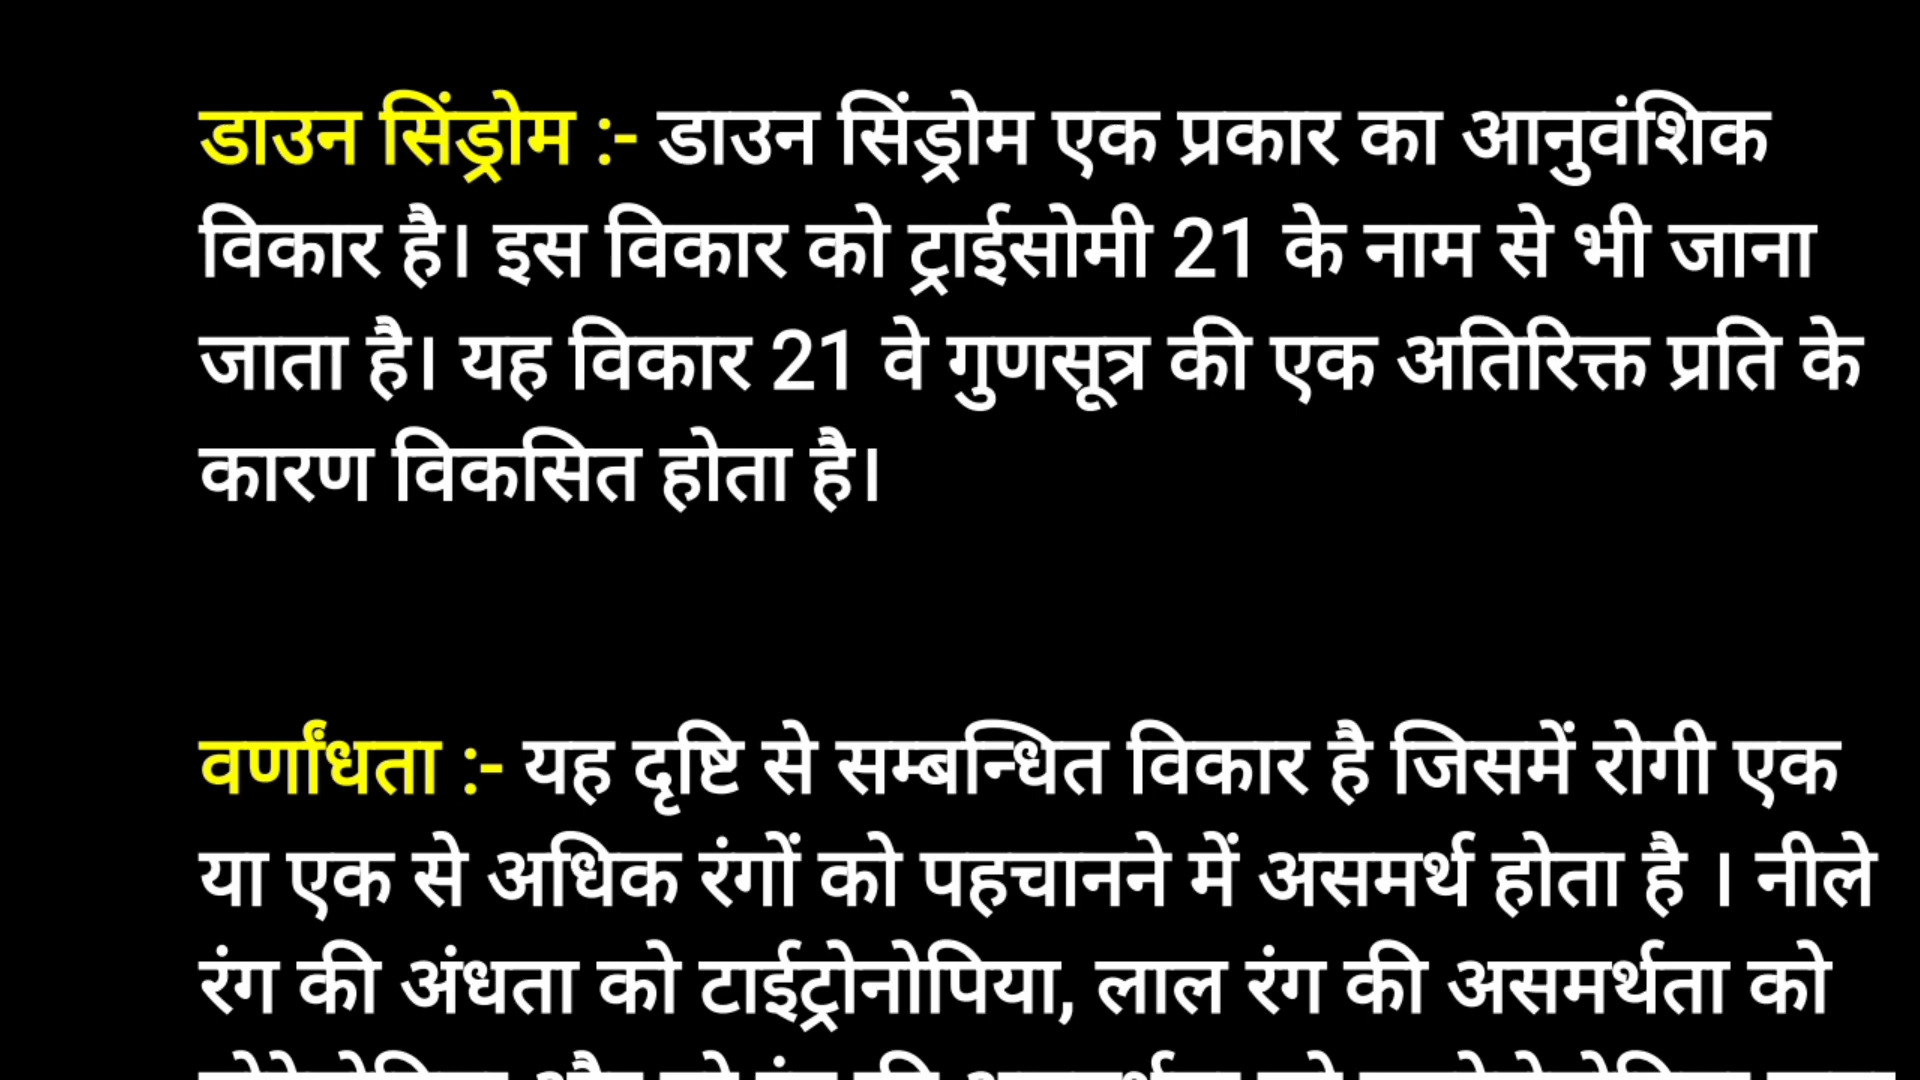 डाउन सिंड्रोम :- डाउन सिंड्रोम एक प्रकार का आनुवंशिक
विकार है। इस विकार को ट्राईसोमी 21 के नाम से भी जाना
जाता है। यह विकार 21 वे गुणसूत्र की एक अतिरिक्त प्रति के
कारण विकसित होता है।
वर्णांधता :- यह दृष्टि से सम्बन्धित विकार है जिसमें रोगी एक
या एक से अधिक रंगों को पहचानने में असमर्थ होता है । नीले
रंग की अंधता को टाईट्रोनोपिया, लाल रंग की असमर्थता को